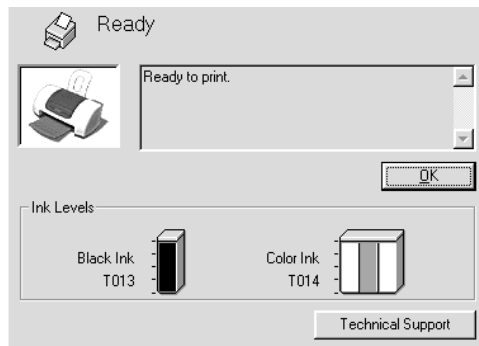 Ready
Ready to print.
OK
Ink Levels
Black Ink
T013
Color Ink
T014
Technical Support